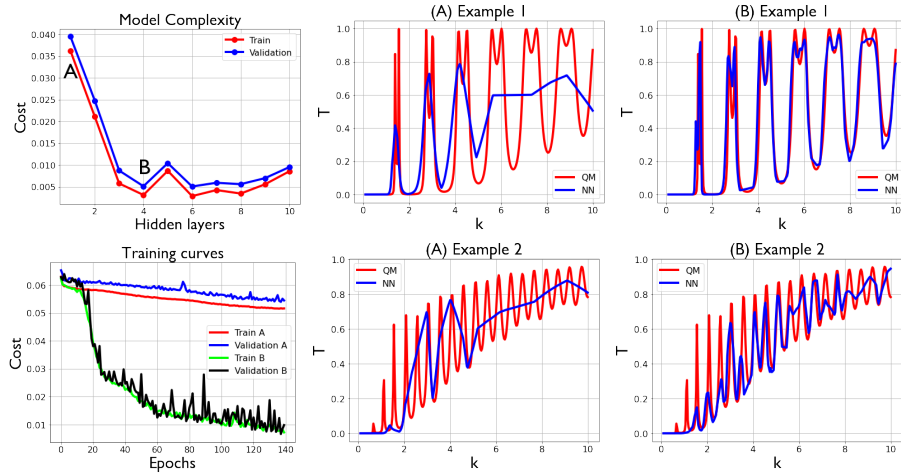 Model Complexity
0.040
0.035
0.030
0.025
0.020
0.015
0.010
0.005
Cost
A
B
Train
Validation
2
4
6
8
10
Hidden layers
(A) Example 1
1.0
0.8
0.6
0.4
0.2
0.0
T
QM
NN
0
2
4
6
8
10
k
(B) Example 1
1.0
0.8
0.6
0.4
0.2
0.0
T
QM
NN
0
2
4
6
8
10
k
Training curves
0.06
0.05
0.04
0.03
0.02
0.01
Cost
Train A
Validation A
Train B
Validation B
0
20
40
60
80
100
120
140
Epochs
(A) Example 2
1.0
0.8
0.6
0.4
0.2
0.0
T
QM
NN
0
2
4
6
8
10
k
(B) Example 2
1.0
0.8
0.6
0.4
0.2
0.0
T
QM
NN
0
2
4
6
8
10
k